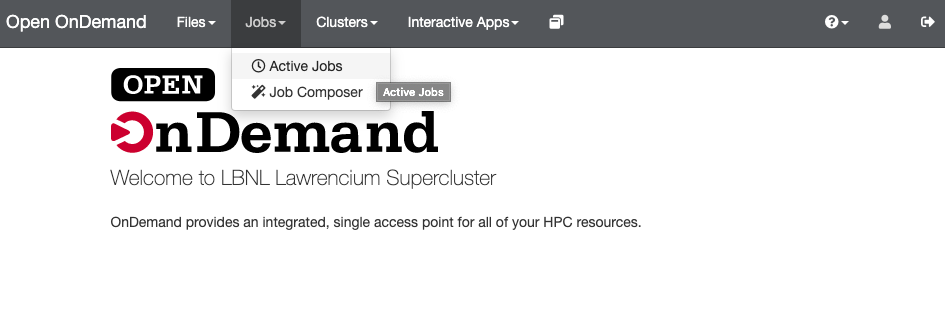 Open OnDemand Files Jobs Clusters Interactive Apps
Active Jobs
Job Composer
Active Jobs
OPEN
OnDemand
Welcome to LBNL Lawrencium Supercluster
OnDemand provides an integrated, single access point for all of your HPC resources.